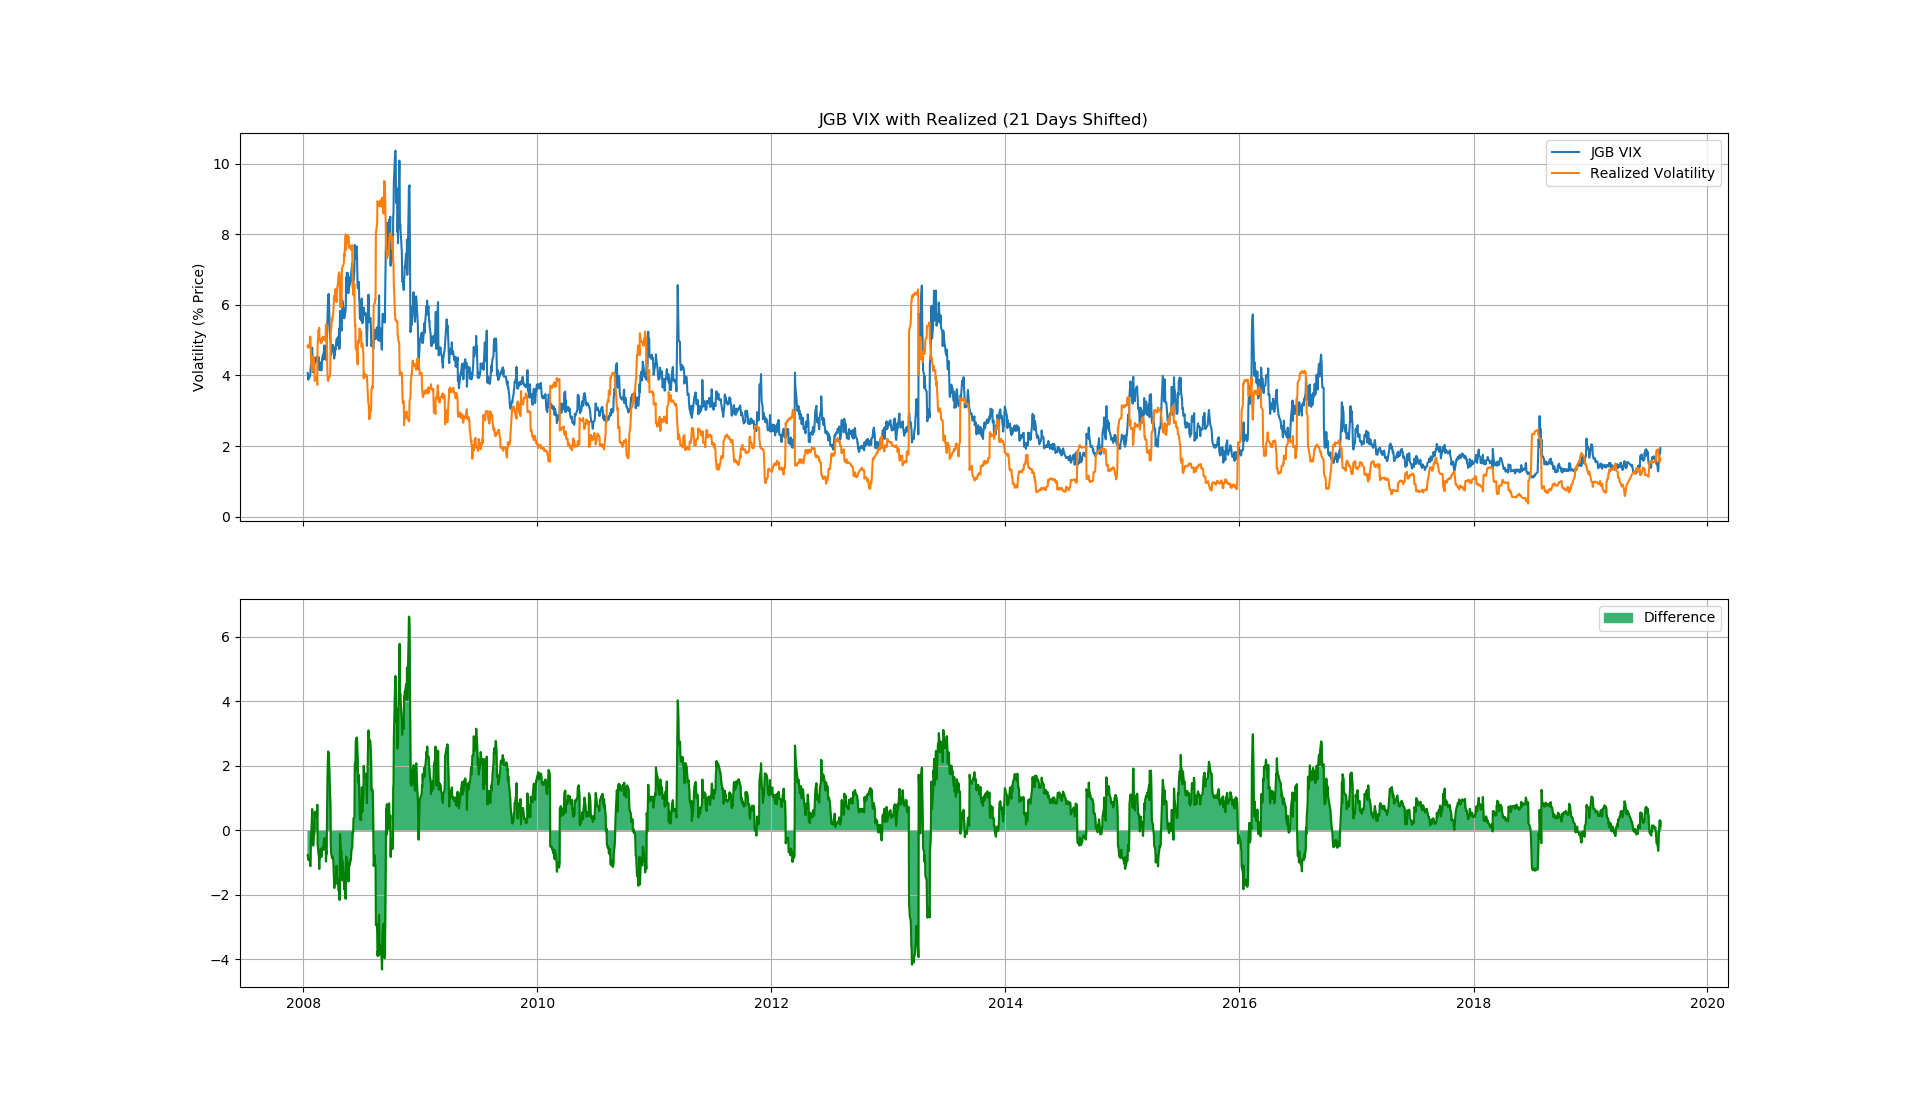 JGB VIX with Realized (21 Days Shifted)
JGB VIX
Realized Volatility
Volatility (% Price)
10
8
6
4
2
0
Difference
6
4
2
0
−2
−4
2008 2010 2012 2014 2016 2018 2020